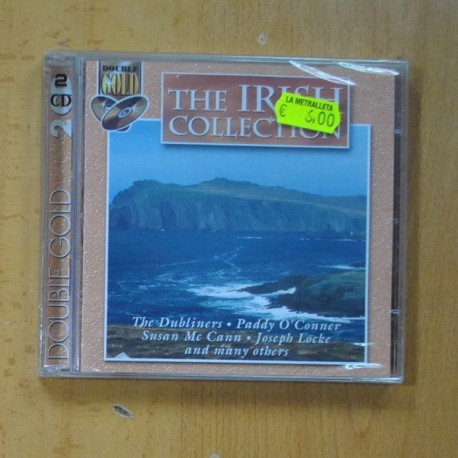 2
CD
DOUBLE GOLD
DOUBLE
GOLD
THE IRISH
COLLECTION
LA METRALLETA
€ 6,00
The Dubliners • Paddy O'Conner
Susan Mc Cann • Joseph Locke
and many others